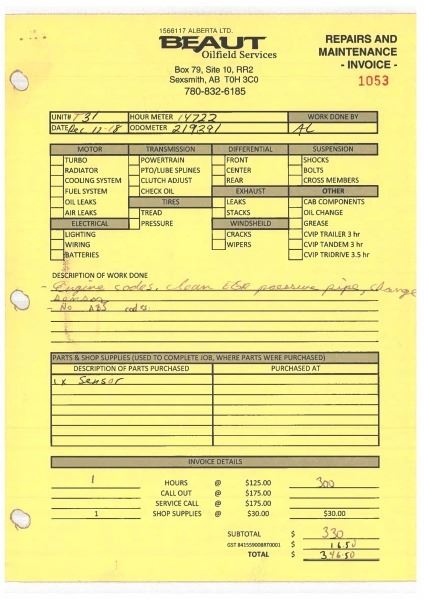 1566117 ALBERTA LTD.
BEAUT
Oilfield Services
Box 79, Site 10, RR2
Sexsmith, AB T0H 3C0
780-832-6185
REPAIRS AND
MAINTENANCE
- INVOICE -
1053
UNIT# T 31 HOUR METER 14722 WORK DONE BY
DATE Dec 12-18 ODOMETER 219291 AL
MOTOR TRANSMISSION DIFFERENTIAL SUSPENSION
TURBO POWERTRAIN FRONT SHOCKS
RADIATOR PTO/LUBE SPLINES CENTER BOLTS
COOLING SYSTEM CLUTCH ADJUST REAR CROSS MEMBERS
FUEL SYSTEM CHECK OIL EXHAUST OTHER
OIL LEAKS TIRES LEAKS CAB COMPONENTS
AIR LEAKS TREAD STACKS OIL CHANGE
ELECTRICAL PRESSURE WINDSHEILD GREASE
LIGHTING CRACKS CVIP TRAILER 3 hr
WIRING WIPERS CVIP TANDEM 3 hr
BATTERIES CVIP TRIDRIVE 3.5 hr
DESCRIPTION OF WORK DONE
Engine codes, clean EGR pressure pipe, change
sensor
- No ABS codes
PARTS & SHOP SUPPLIES (USED TO COMPLETE JOB, WHERE PARTS WERE PURCHASED)
DESCRIPTION OF PARTS PURCHASED PURCHASED AT
1 x Sensor
INVOICE DETAILS
1 HOURS @ $125.00 300
CALL OUT @ $175.00
SERVICE CALL @ $175.00
1 SHOP SUPPLIES @ $30.00 $30.00
SUBTOTAL $ 330
GST 841559008RT0001 $ 16.50
TOTAL $ 346.50